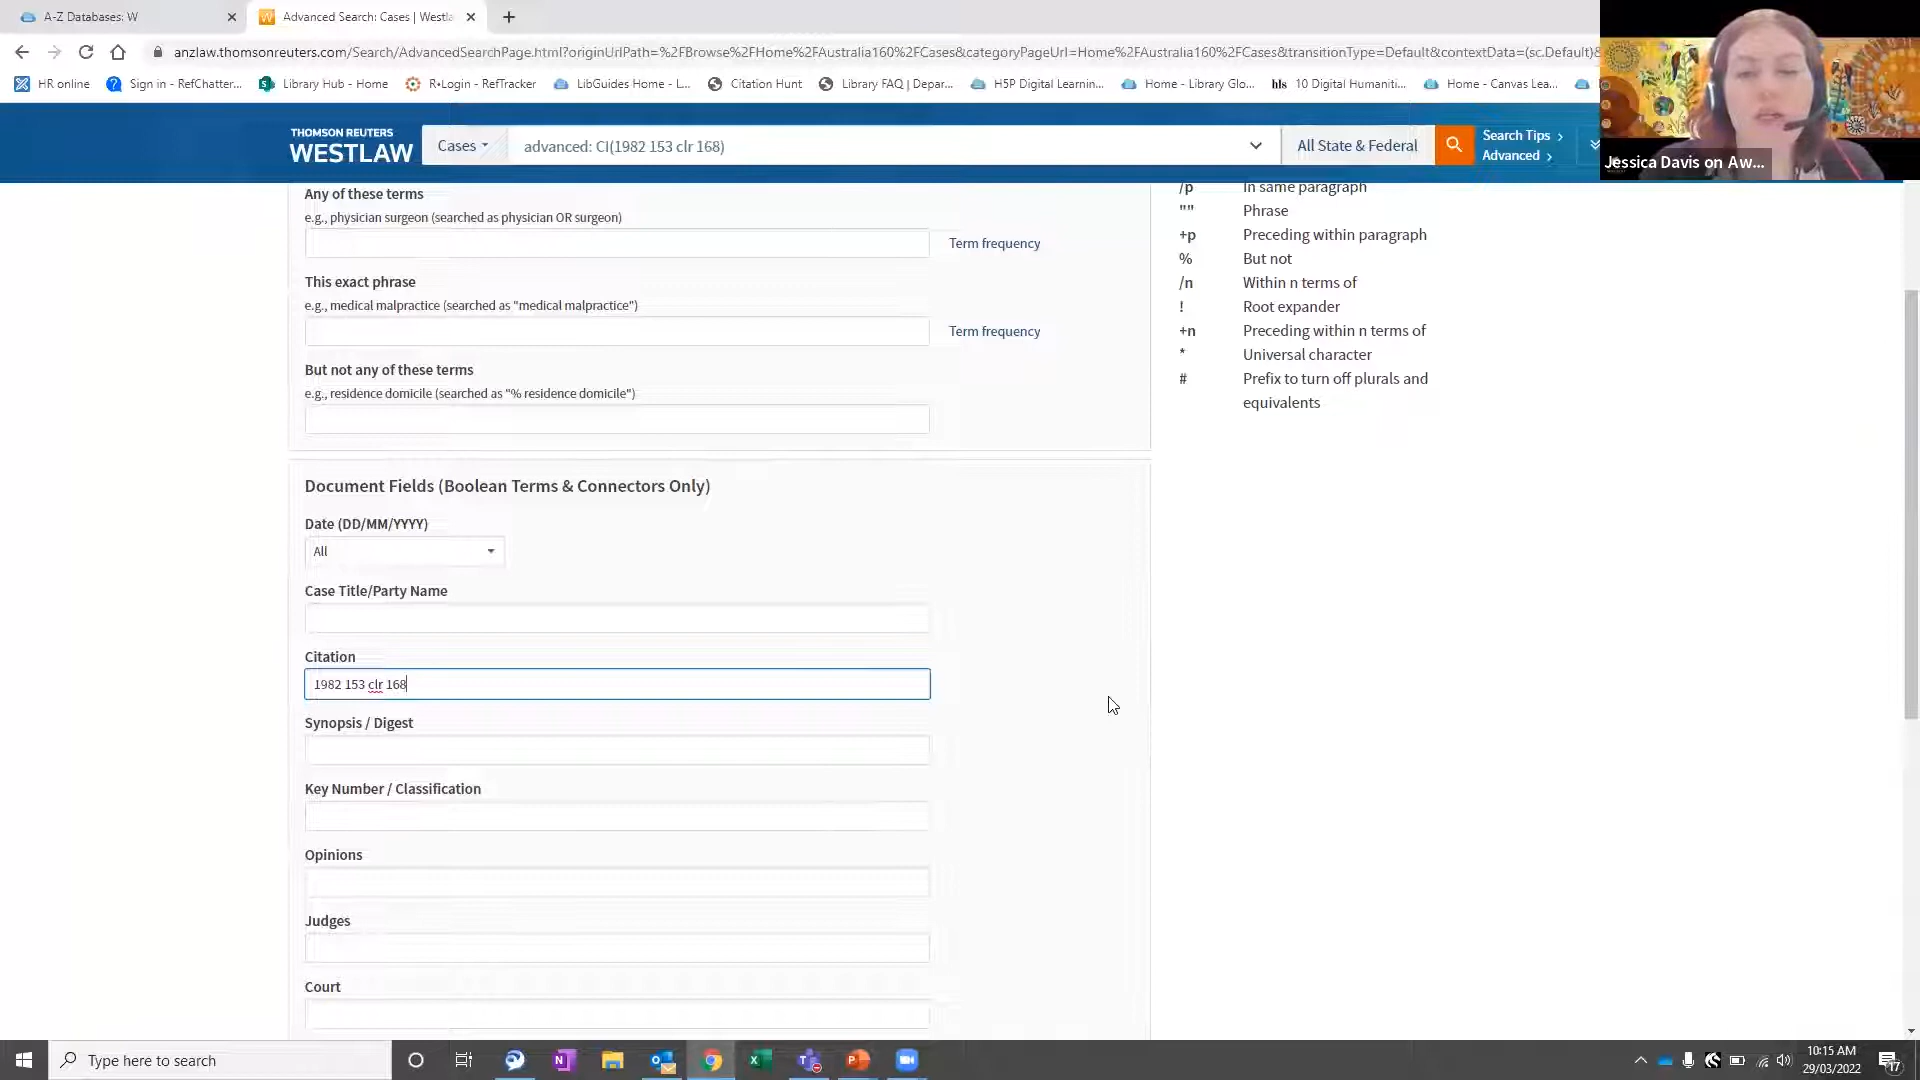 A-Z Databases: W
Advanced Search: Cases | Westla
anzlaw.thomsonreuters.com/Search/AdvancedSearchPage.html?originUrlPath=%2FBrowse%2FHome%2FAustralia160%2FCases&categoryPageUrl=Home%2FAustralia160%2FCases&transitionType=Default&contextData=(sc.Default)&
HR online
Sign in - RefChatter...
Library Hub - Home
R+Login - RefTracker
LibGuides Home - L...
Citation Hunt
Library FAQ | Depar...
H5P Digital Learnin...
Home - Library Glo...
hls 10 Digital Humaniti...
Home - Canvas Lea...
THOMSON REUTERS
WESTLAW
Cases
advanced: CI(1982 153 clr 168)
All State & Federal
Search Tips
Advanced
Jessica Davis on Aw...
Any of these terms
e.g., physician surgeon (searched as physician OR surgeon)
Term frequency
This exact phrase
e.g., medical malpractice (searched as "medical malpractice")
Term frequency
But not any of these terms
e.g., residence domicile (searched as "% residence domicile")
Document Fields (Boolean Terms & Connectors Only)
Date (DD/MM/YYYY)
All
Case Title/Party Name
Citation
1982 153 clr 168
Synopsis / Digest
Key Number / Classification
Opinions
Judges
Court
/p In same paragraph
"" Phrase
+p Preceding within paragraph
% But not
/n Within n terms of
! Root expander
+n Preceding within n terms of
* Universal character
# Prefix to turn off plurals and
equivalents
Type here to search
10:15 AM
29/03/2022
17